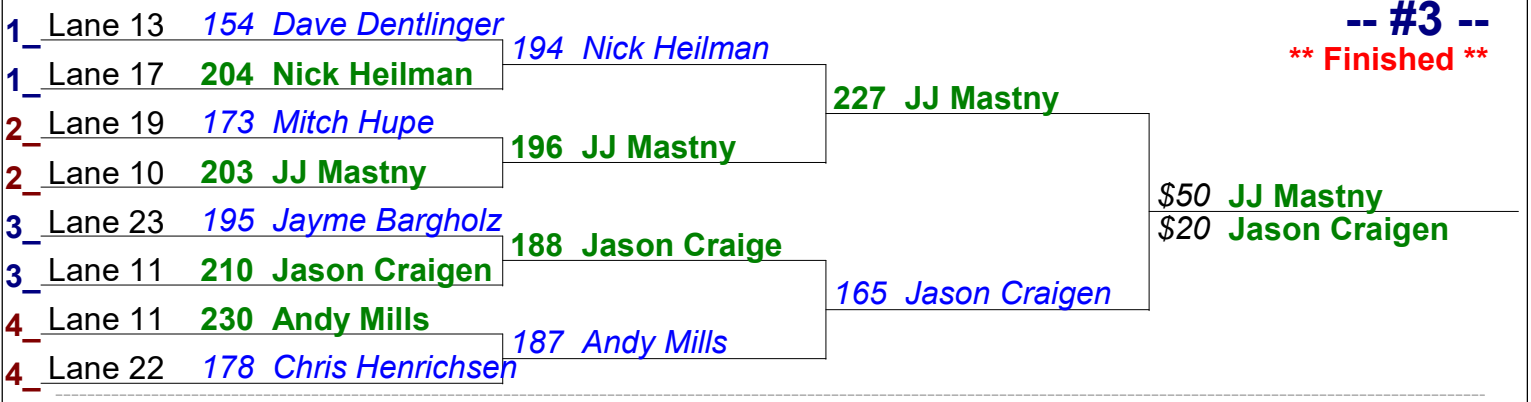 -- #3 --
** Finished **
1_ Lane 13 154 Dave Dentlinger
1_ Lane 17 204 Nick Heilman
2_ Lane 19 173 Mitch Hupe
2_ Lane 10 203 JJ Mastny
3_ Lane 23 195 Jayme Bargholz
3_ Lane 11 210 Jason Craigen
4_ Lane 11 230 Andy Mills
4_ Lane 22 178 Chris Henrichsen
194 Nick Heilman
196 JJ Mastny
188 Jason Craige
187 Andy Mills
227 JJ Mastny
165 Jason Craigen
$50 JJ Mastny
$20 Jason Craigen